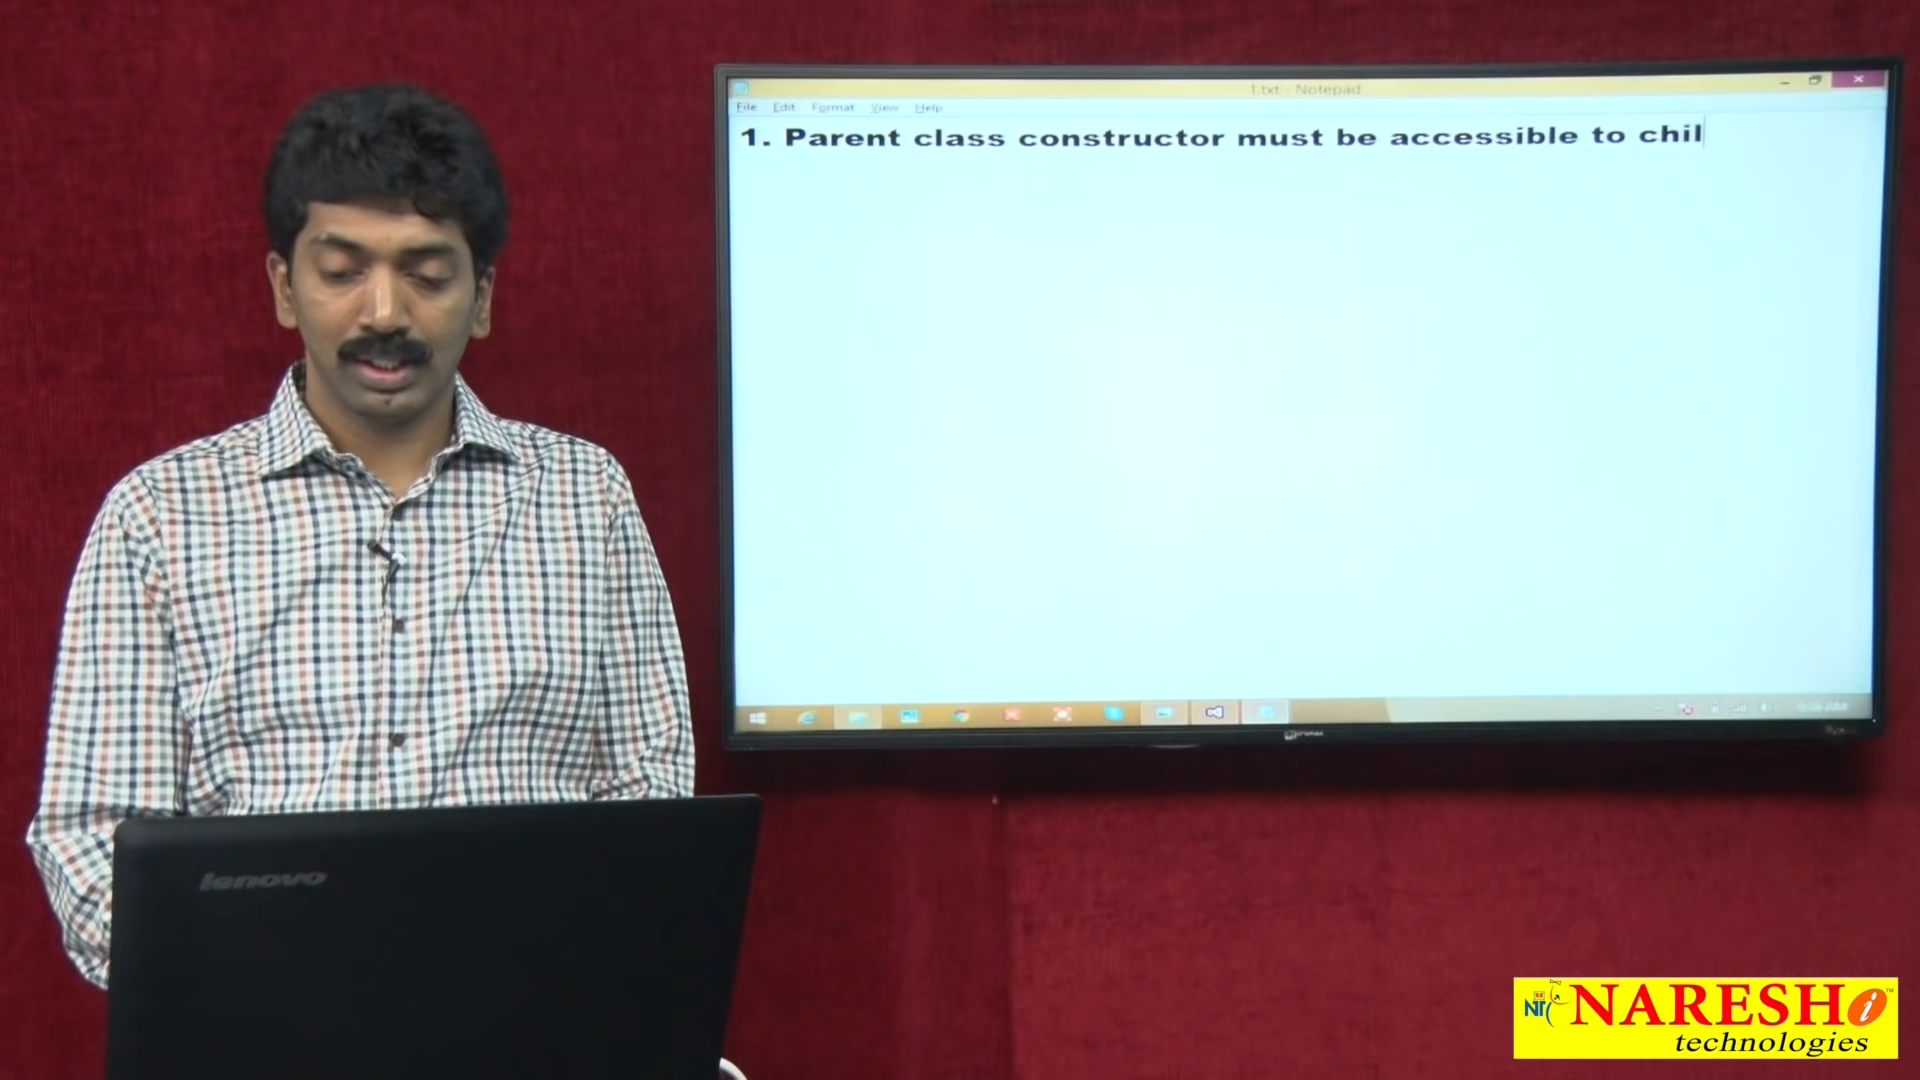 1.txt - Notepad
File Edit Format View Help
1. Parent class constructor must be accessible to chil
lenovo
NARESHi
technologies